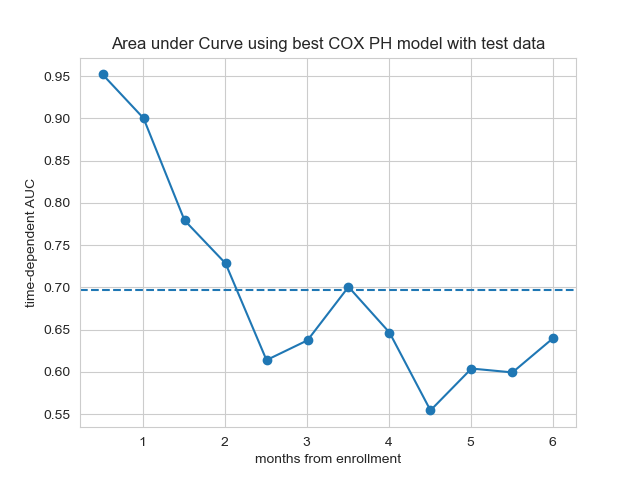 Area under Curve using best COX PH model with test data
time-dependent AUC
0.95
0.90
0.85
0.80
0.75
0.70
0.65
0.60
0.55
1 2 3 4 5 6
months from enrollment